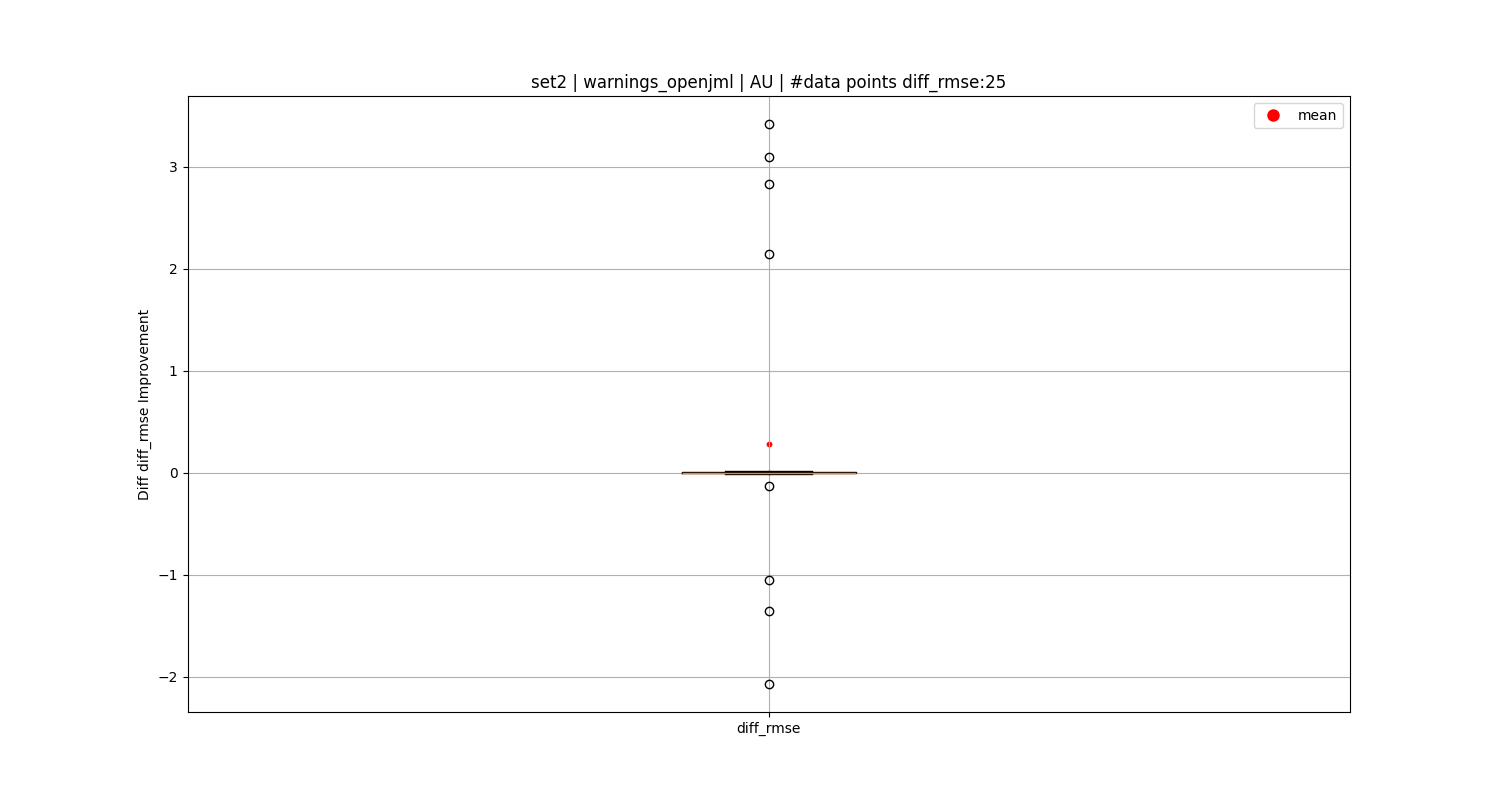 set2 | warnings_openjml | AU | #data points diff_rmse:25
mean
Diff diff_rmse Improvement
3
2
1
0
−1
−2
diff_rmse